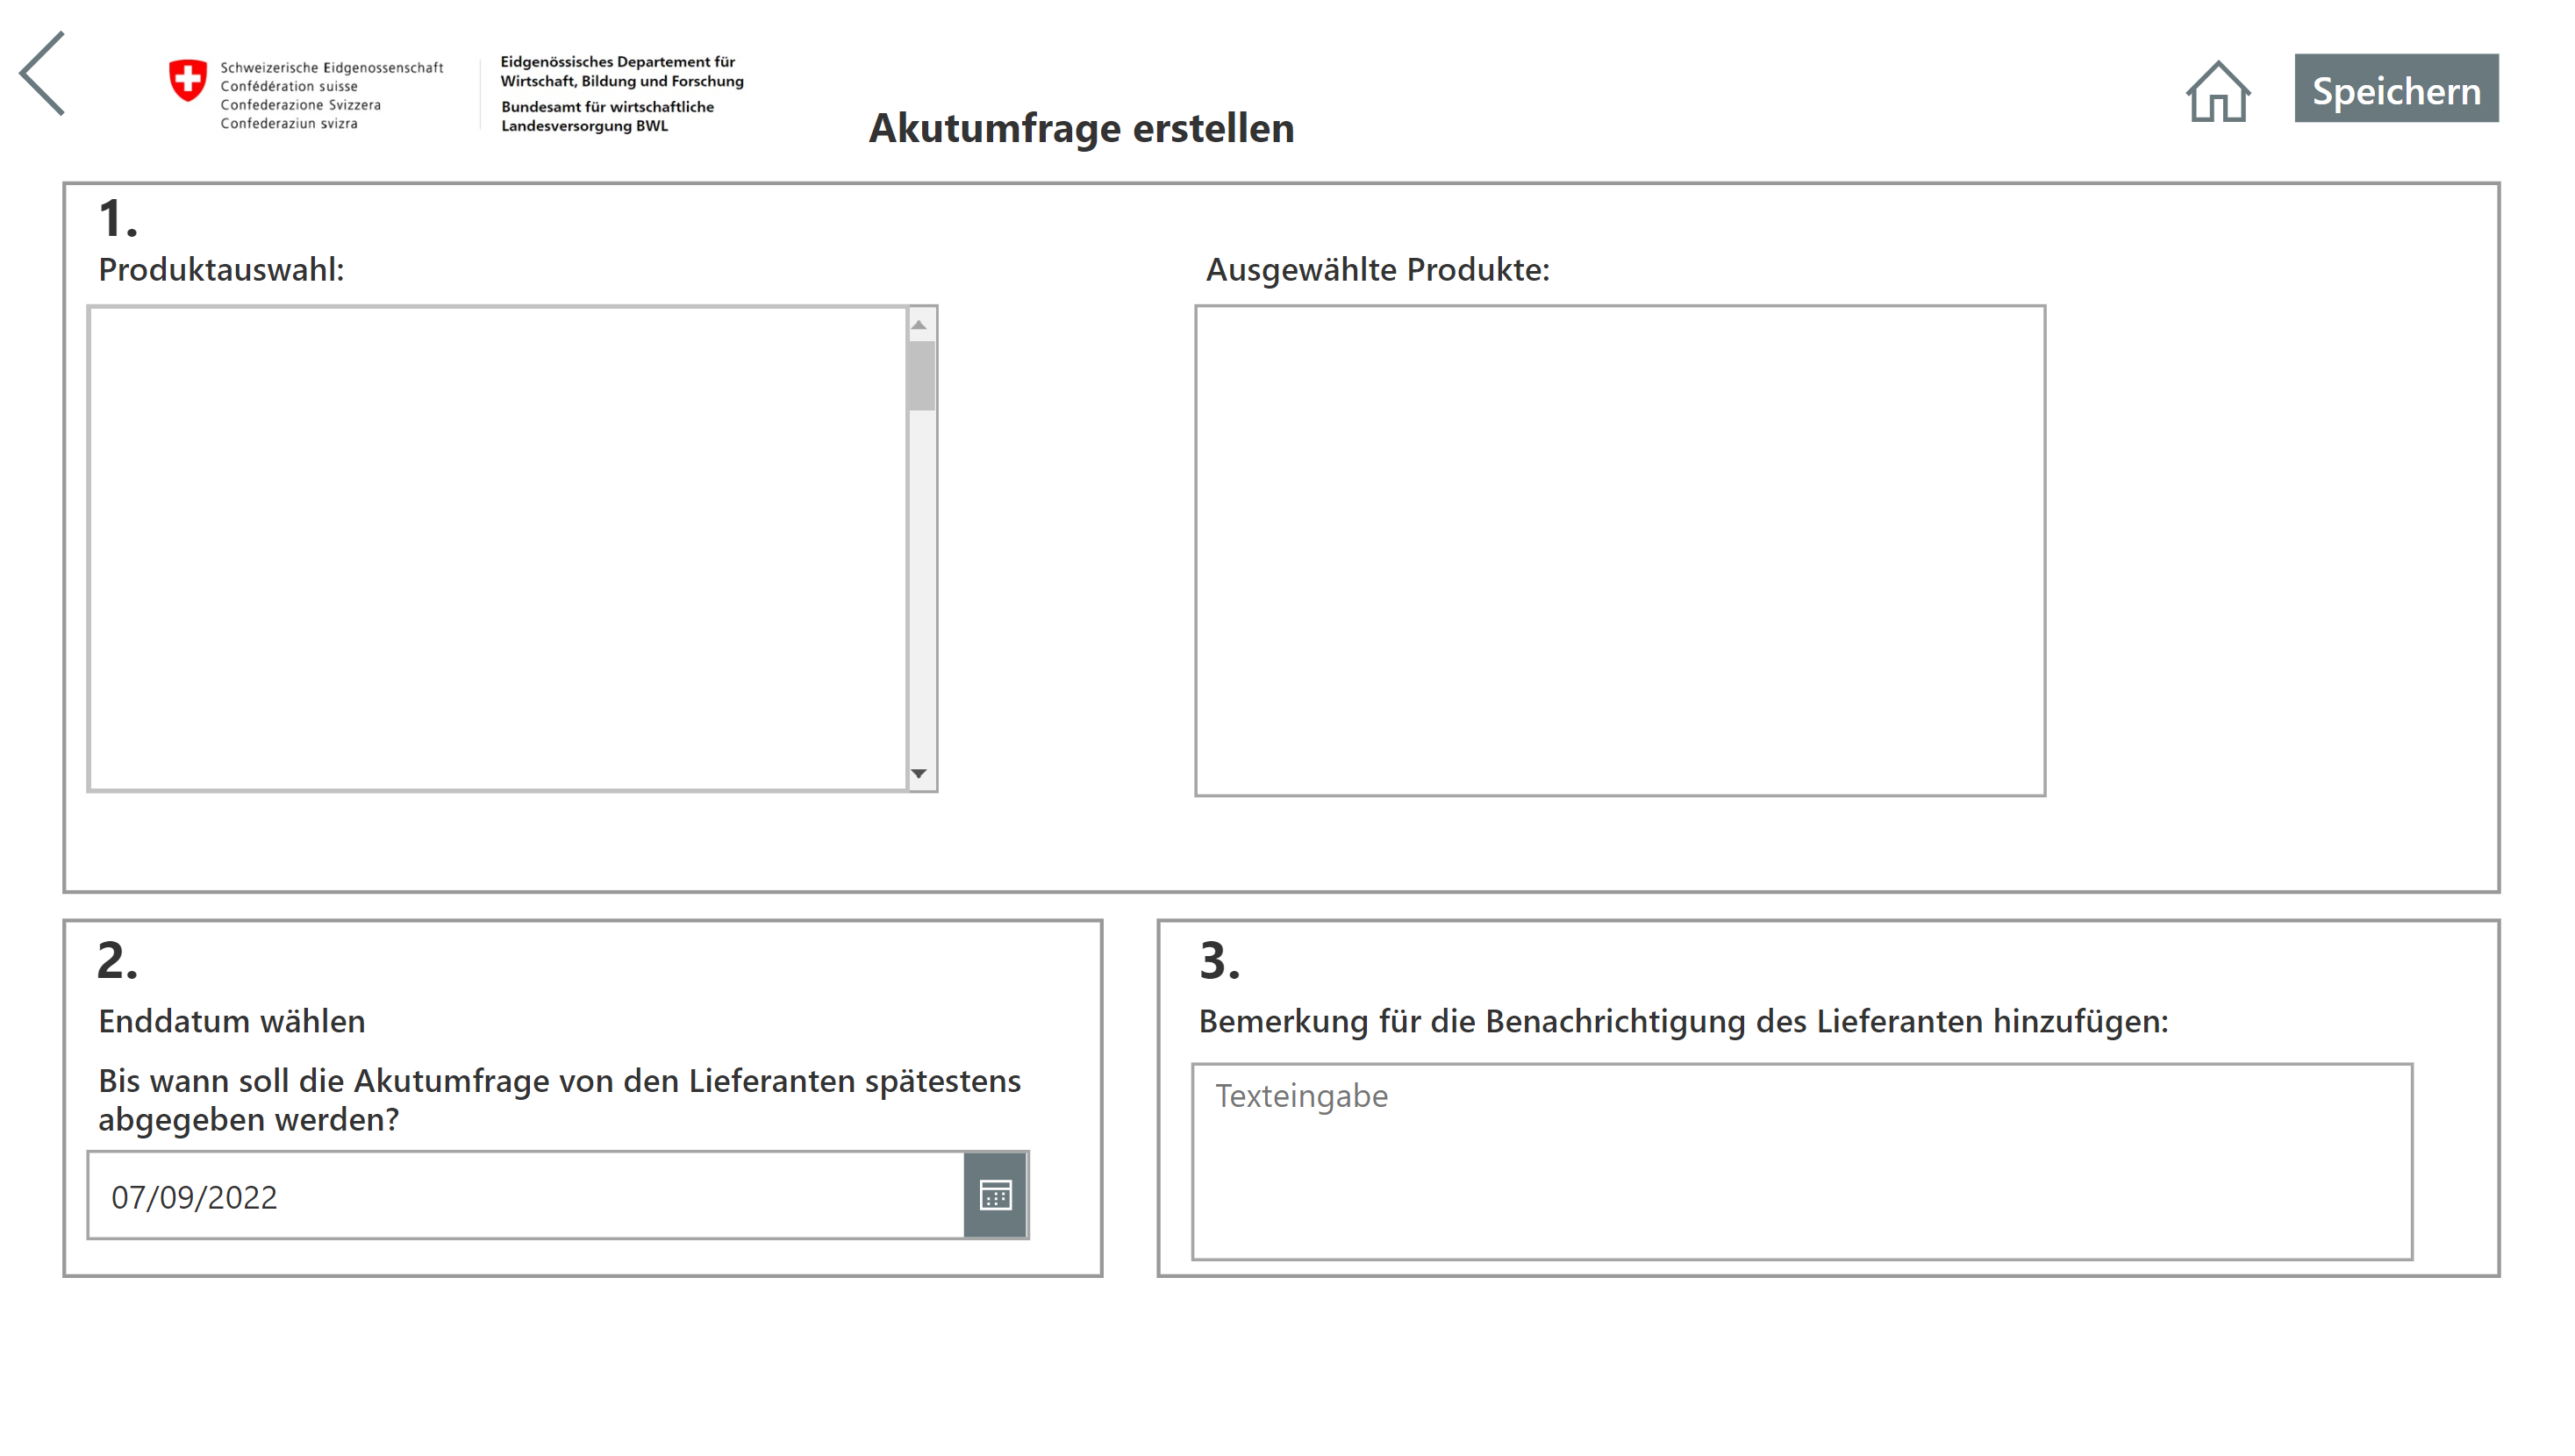 Schweizerische Eidgenossenschaft
Confédération suisse
Confederazione Svizzera
Confederaziun svizra
Eidgenössisches Departement für
Wirtschaft, Bildung und Forschung
Bundesamt für wirtschaftliche
Landesversorgung BWL
Akutumfrage erstellen
Speichern
1.
Produktauswahl:
Ausgewählte Produkte:
2.
Enddatum wählen
Bis wann soll die Akutumfrage von den Lieferanten spätestens
abgegeben werden?
07/09/2022
3.
Bemerkung für die Benachrichtigung des Lieferanten hinzufügen:
Texteingabe